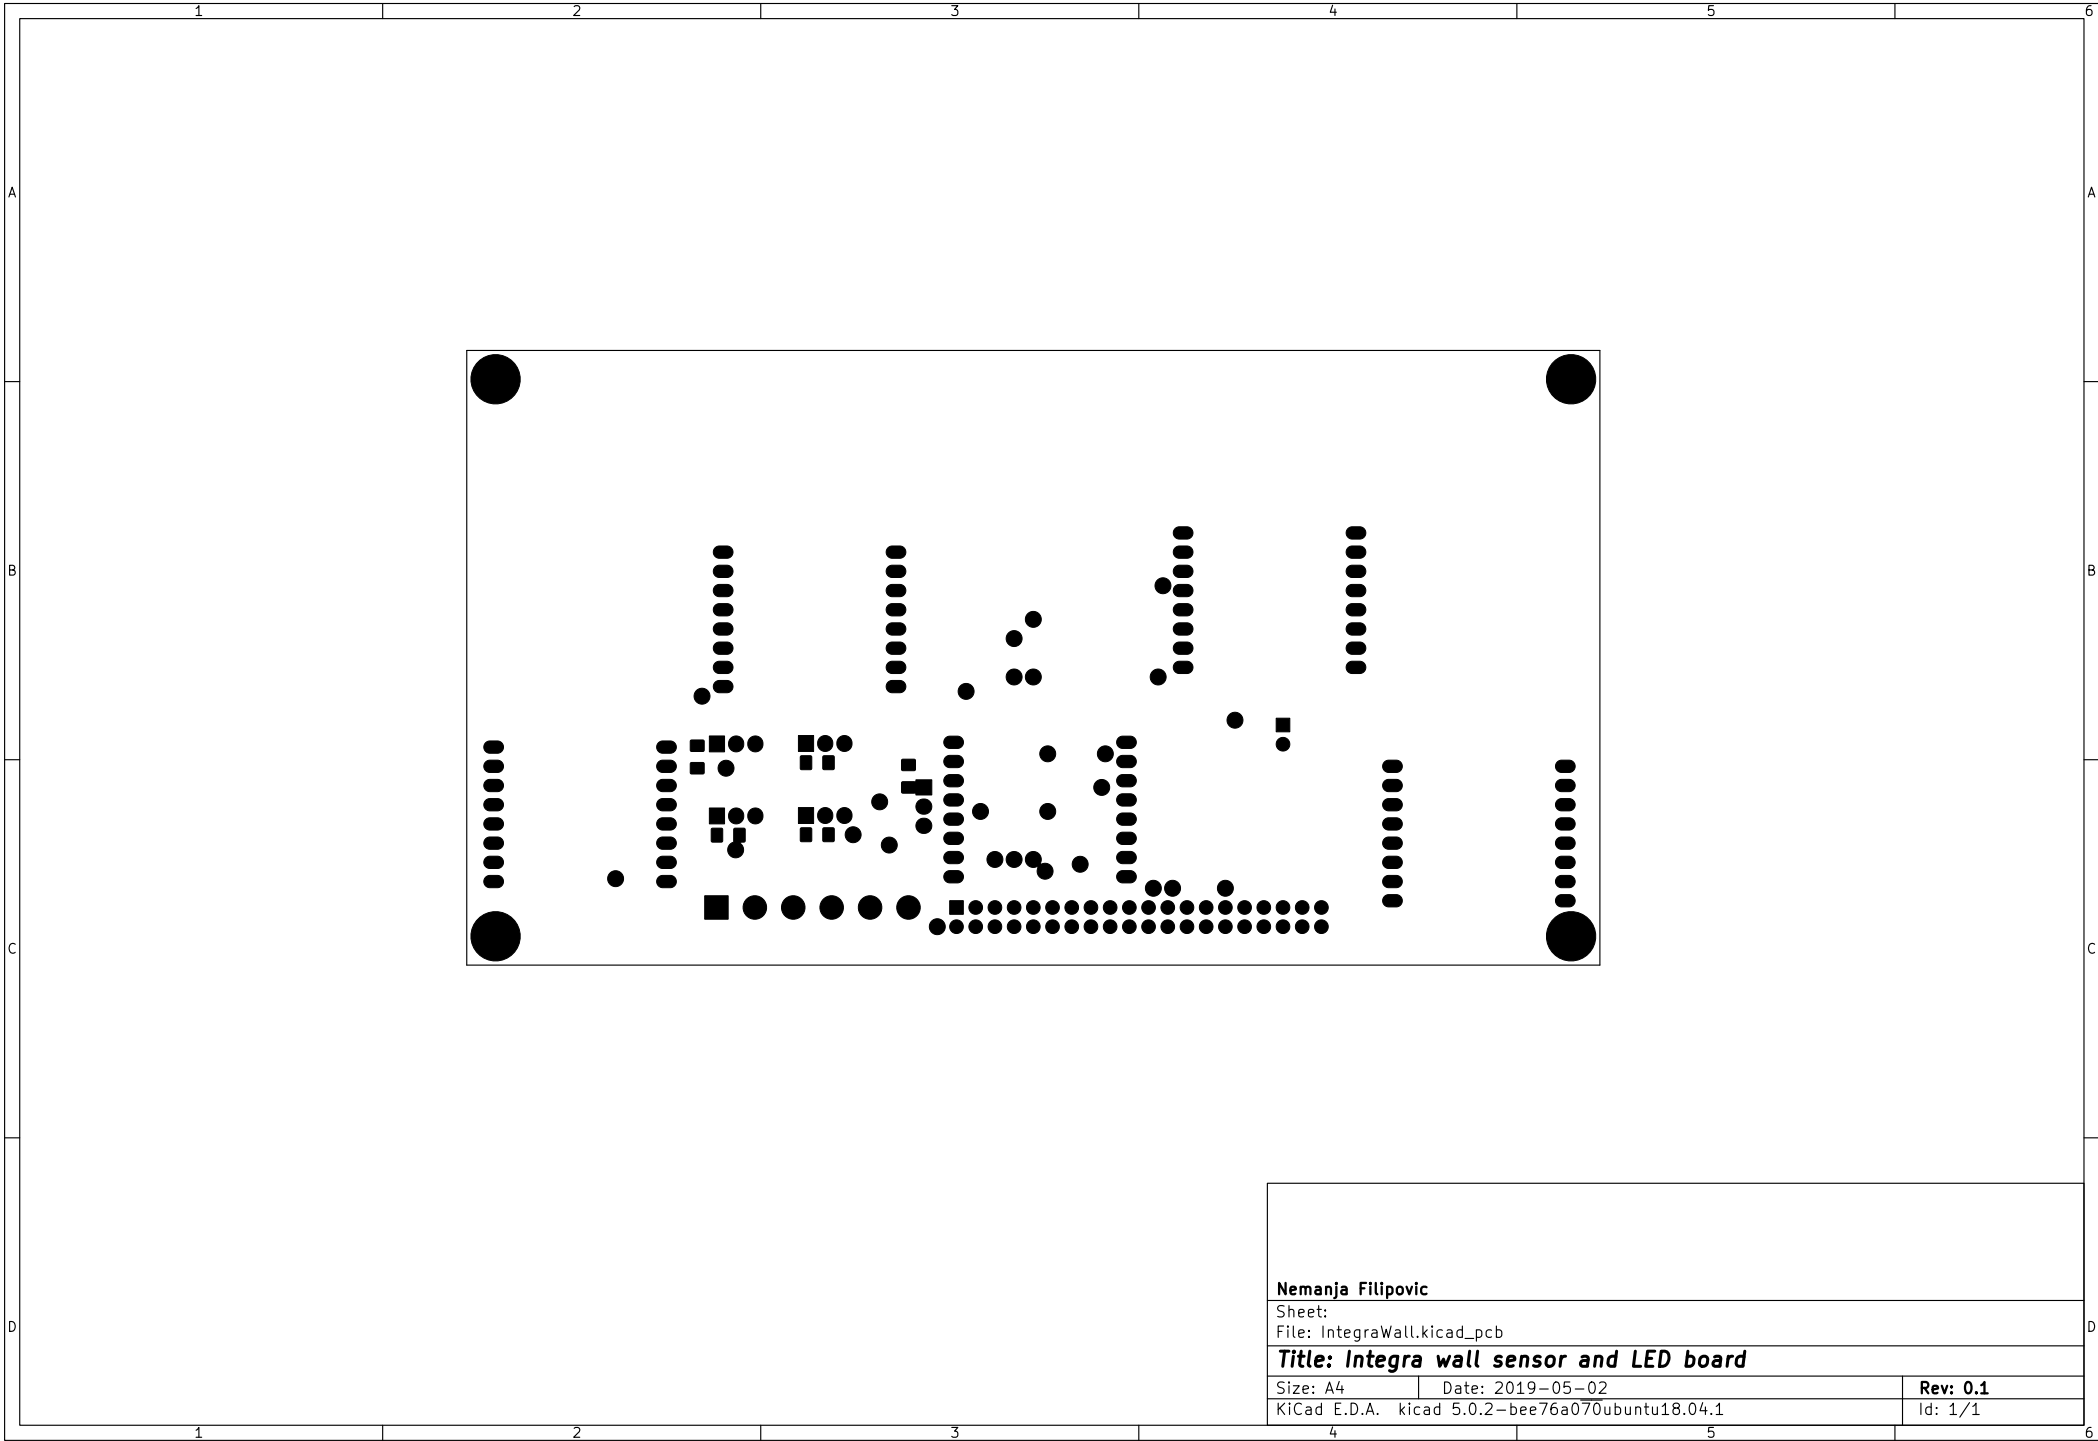 1 2 3 4 5 6
A A
B B
C C
D D
Nemanja Filipovic
Sheet:
File: IntegraWall.kicad_pcb
Title: Integra wall sensor and LED board
Size: A4 Date: 2019-05-02 Rev: 0.1
KiCad E.D.A. kicad 5.0.2-bee76a070ubuntu18.04.1 Id: 1/1
1 2 3 4 5 6